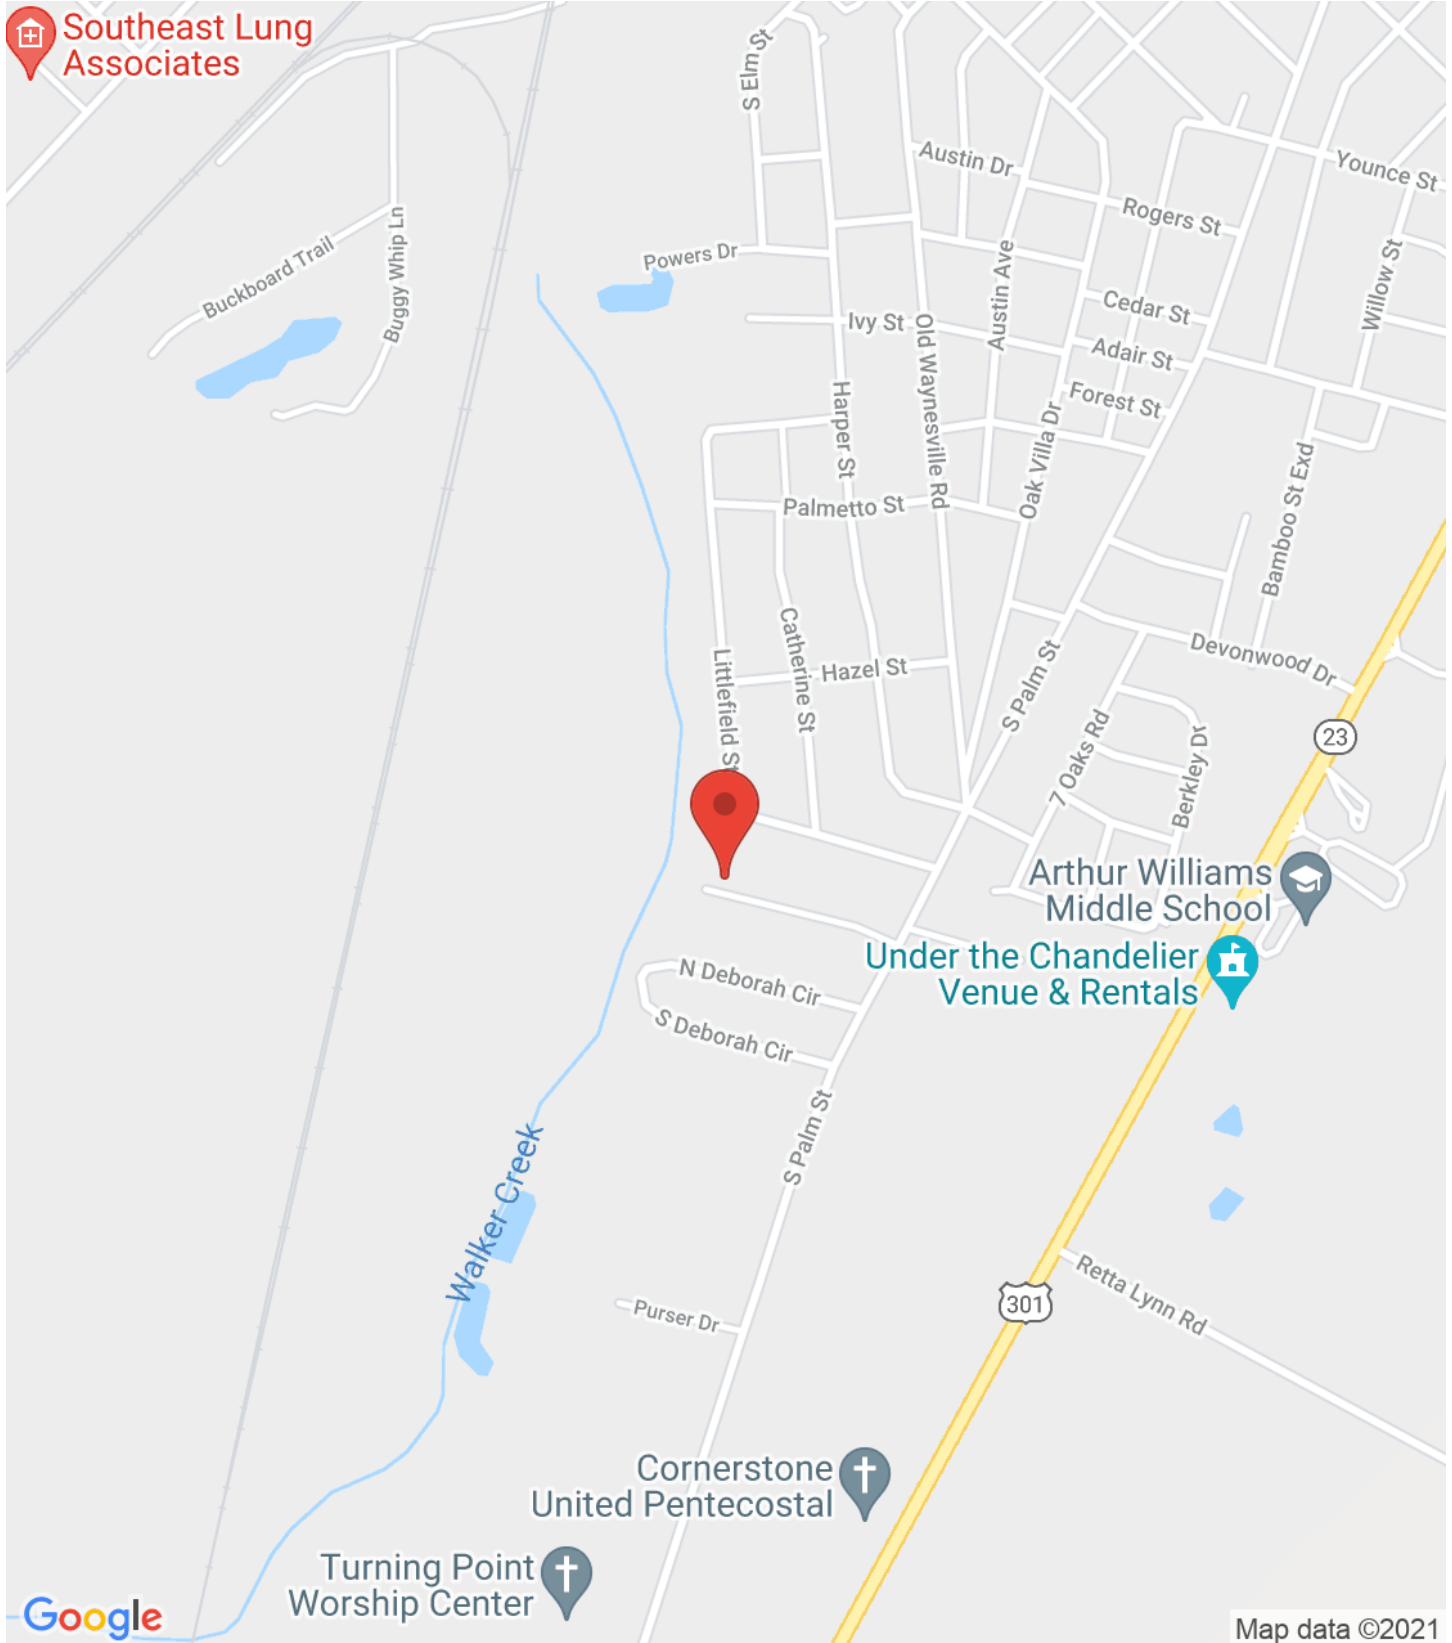 Southeast Lung
Associates
S Elm St
Austin Dr
Younce St
Rogers St
Buckboard Trail
Buggy Whip Ln
Powers Dr
Willow St
Austin Ave
Cedar St
Ivy St
Old Waynesville Rd
Adair St
Forest St
Harper St
Oak Villa Dr
Palmetto St
Bamboo St Exd
Catherine St
Littlefield St
Hazel St
S Palm St
Devonwood Dr
7 Oaks Rd
Berkley Dr
23
Arthur Williams
Middle School
Under the Chandelier
Venue & Rentals
N Deborah Cir
S Deborah Cir
S Palm St
Walker Creek
Purser Dr
301
Retta Lynn Rd
Cornerstone
United Pentecostal
Turning Point
Worship Center
Google
Map data ©2021